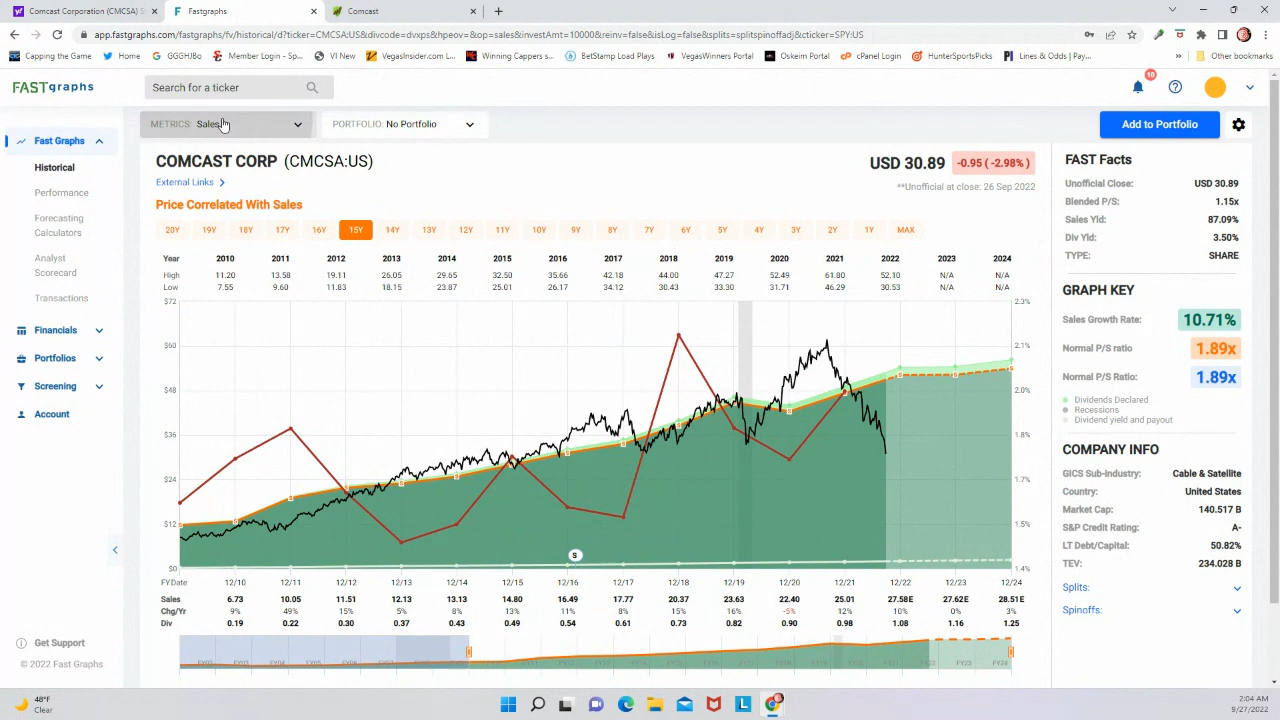 Comcast Corporation (CMCSA) S
Fastgraphs
Comcast
app.fastgraphs.com/fastgraphs/fv/historical/d?ticker=CMCSA:US&divcode=dvxps&hpeov=&op=sales&investAmt=10000&reinv=false&isLog=false&splits=splitspinoffadj&cticker=SPY:US
Capping the Game
Home
GGGH!Bo
Member Login - Spo...
VI New
VegasInsider.com I...
Winning Cappers -...
BetStamp Load Plays
VegasWinners Portal
Oskeim Portal
cPanel Login
HunterSportsPicks
Lines & Odds | Pay...
»
Other bookmarks
FASTgraphs
Search for a ticker
10
METRICS: Sales
PORTFOLIO: No Portfolio
Add to Portfolio
Fast Graphs
Historical
Performance
Forecasting
Calculators
Analyst
Scorecard
Transactions
Financials
Portfolios
Screening
Account
Get Support
© 2022 Fast Graphs
COMCAST CORP (CMCSA:US)
USD 30.89 -0.95 ( -2.98% )
External Links
**Unofficial at close: 26 Sep 2022
Price Correlated With Sales
20Y 19Y 18Y 17Y 16Y 15Y 14Y 13Y 12Y 11Y 10Y 9Y 8Y 7Y 6Y 5Y 4Y 3Y 2Y 1Y MAX
Year 2010 2011 2012 2013 2014 2015 2016 2017 2018 2019 2020 2021 2022 2023 2024
High 11.20 13.58 19.11 26.05 29.65 32.50 35.66 42.18 44.00 47.27 52.49 61.80 52.10 N/A N/A
Low 7.55 9.60 11.83 18.15 23.87 25.01 26.17 34.12 30.43 33.30 31.71 46.29 30.53 N/A N/A
$72 2.3%
$60 2.1%
$48 2.0%
$36 1.8%
$24 1.7%
$12 1.5%
$0 1.4%
S
FYDate 12/10 12/11 12/12 12/13 12/14 12/15 12/16 12/17 12/18 12/19 12/20 12/21 12/22 12/23 12/24
Sales 6.73 10.05 11.51 12.13 13.13 14.80 16.49 17.77 20.37 23.63 22.40 25.01 27.58E 27.62E 28.51E
Chg/Yr 9% 49% 15% 5% 8% 13% 11% 8% 15% 16% -5% 12% 10% 0% 3%
Div 0.19 0.22 0.30 0.37 0.43 0.49 0.54 0.61 0.73 0.82 0.90 0.98 1.08 1.16 1.25
FAST Facts
Unofficial Close: USD 30.89
Blended P/S: 1.15x
Sales Yld: 87.09%
Div Yld: 3.50%
TYPE: SHARE
GRAPH KEY
Sales Growth Rate: 10.71%
Normal P/S ratio 1.89x
Normal P/S Ratio: 1.89x
Dividends Declared
Recessions
Dividend yield and payout
COMPANY INFO
GICS Sub-Industry: Cable & Satellite
Country: United States
Market Cap: 140.517 B
S&P Credit Rating: A-
LT Debt/Capital: 50.82%
TEV: 234.028 B
Splits:
Spinoffs:
48°F
Clear
2:04 AM
9/27/2022